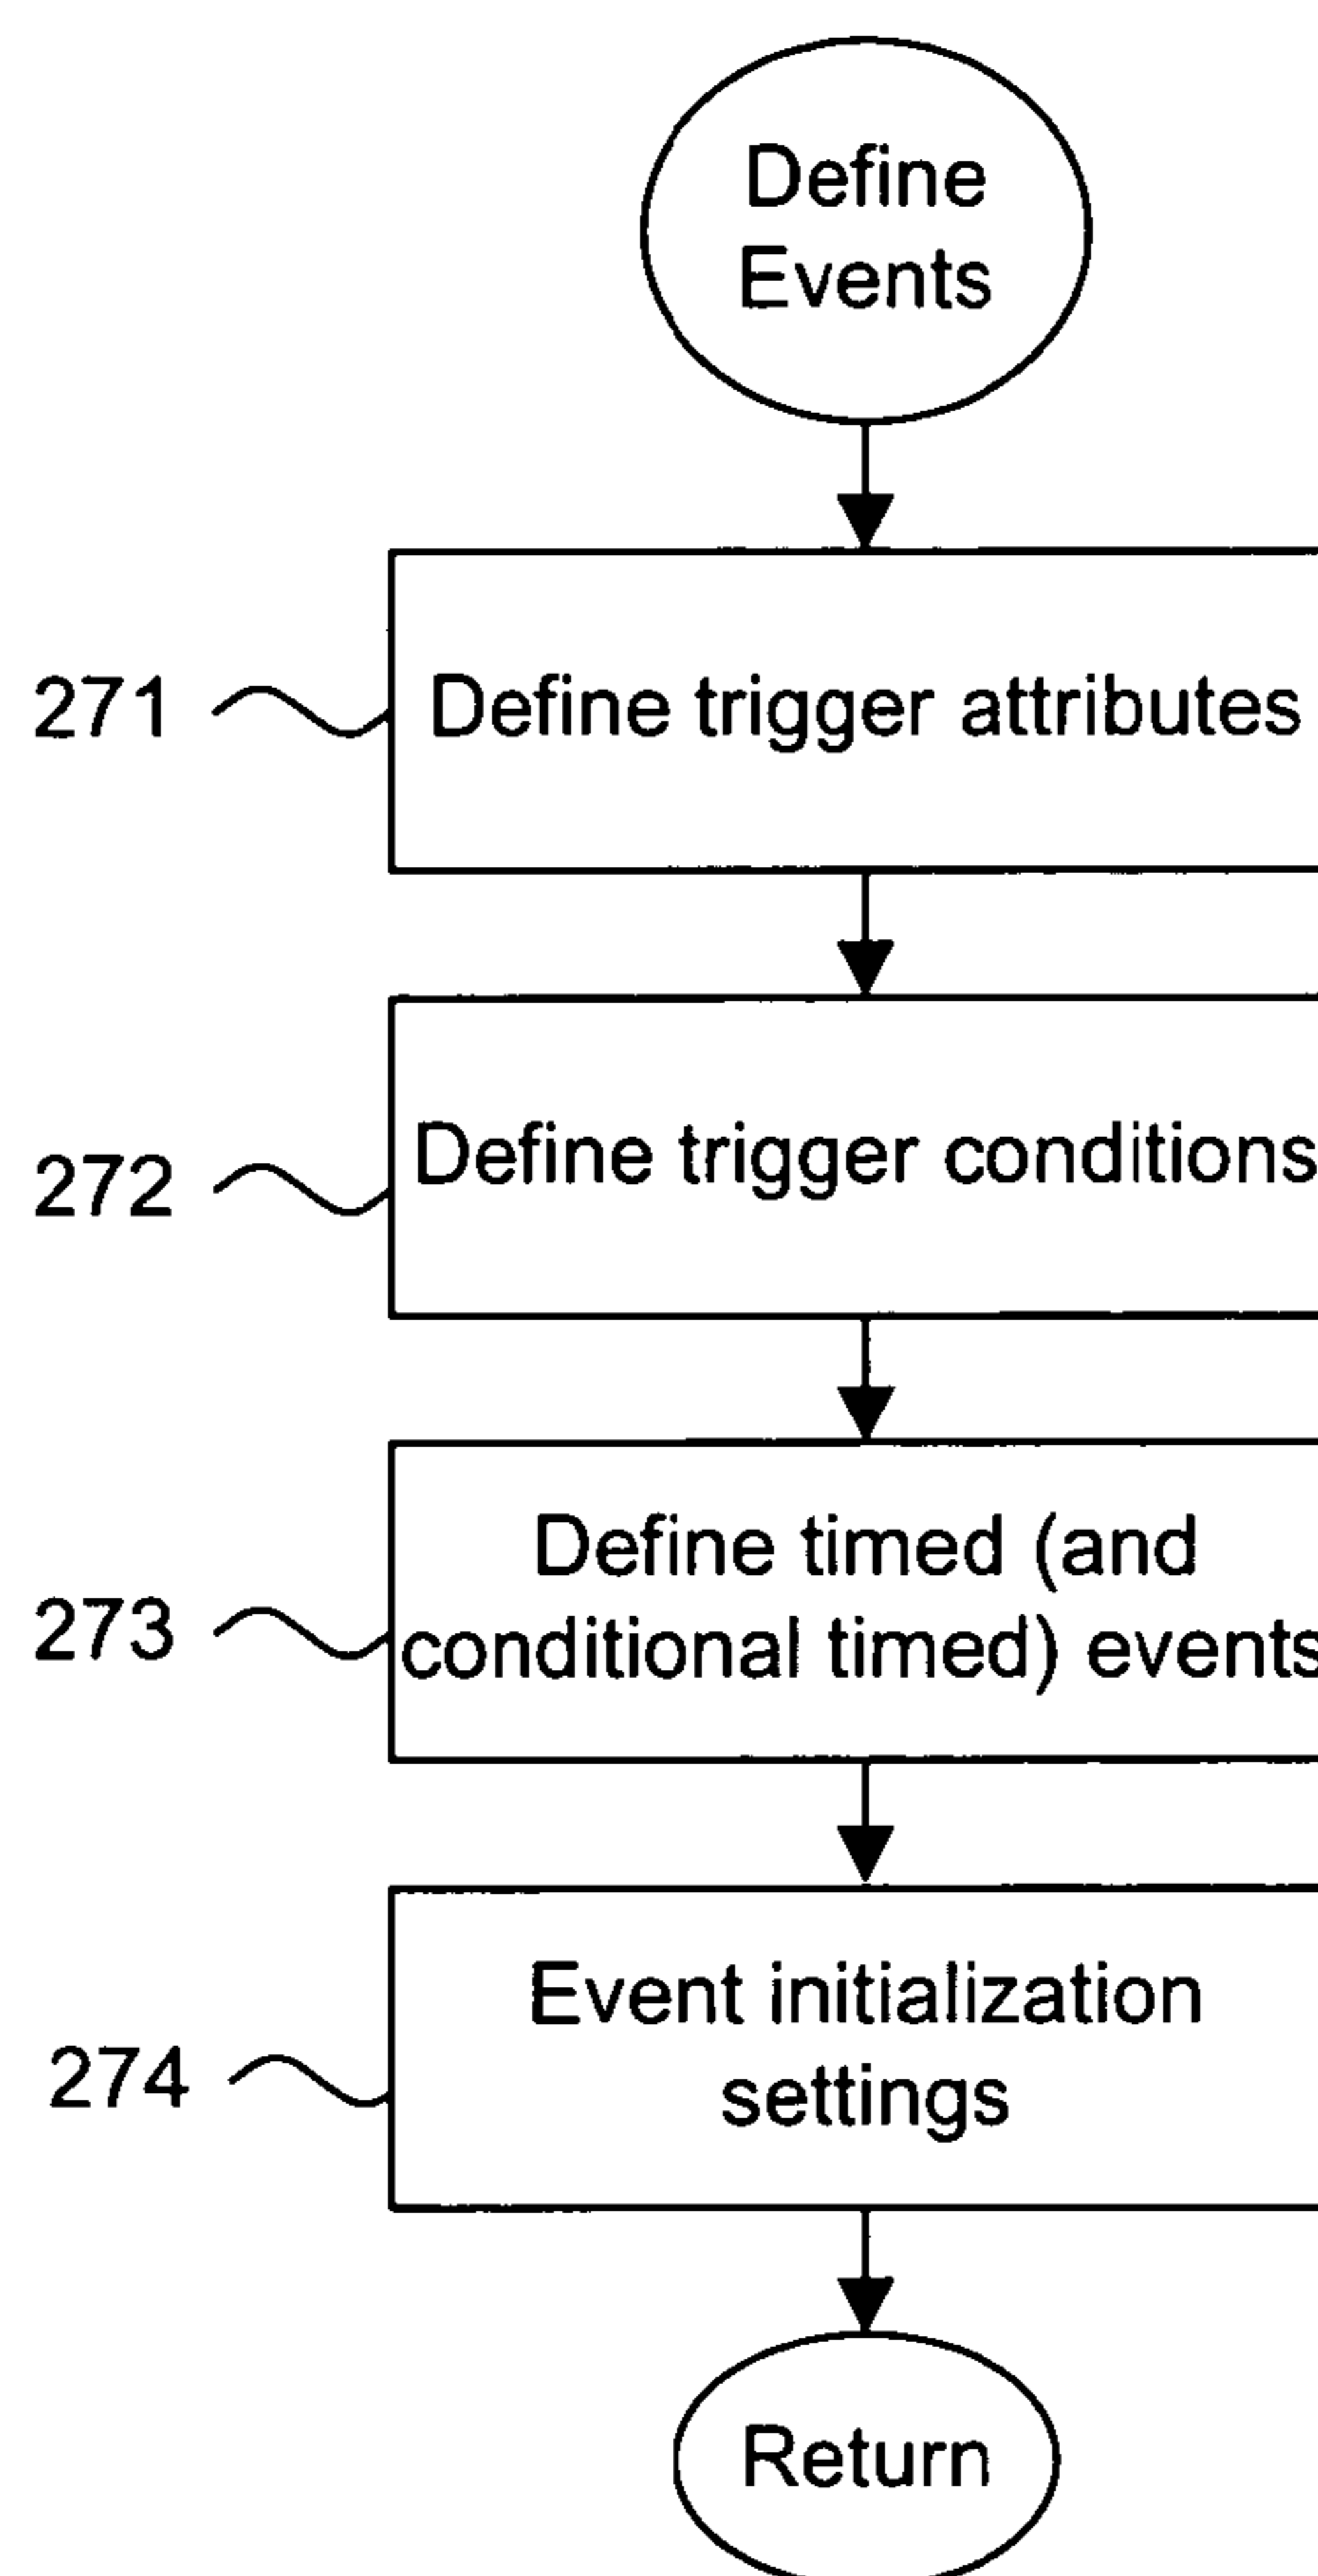 Define
Events
271
Define trigger attributes
272
Define trigger conditions
273
Define timed (and
conditional timed) events
274
Event initialization
settings
Return